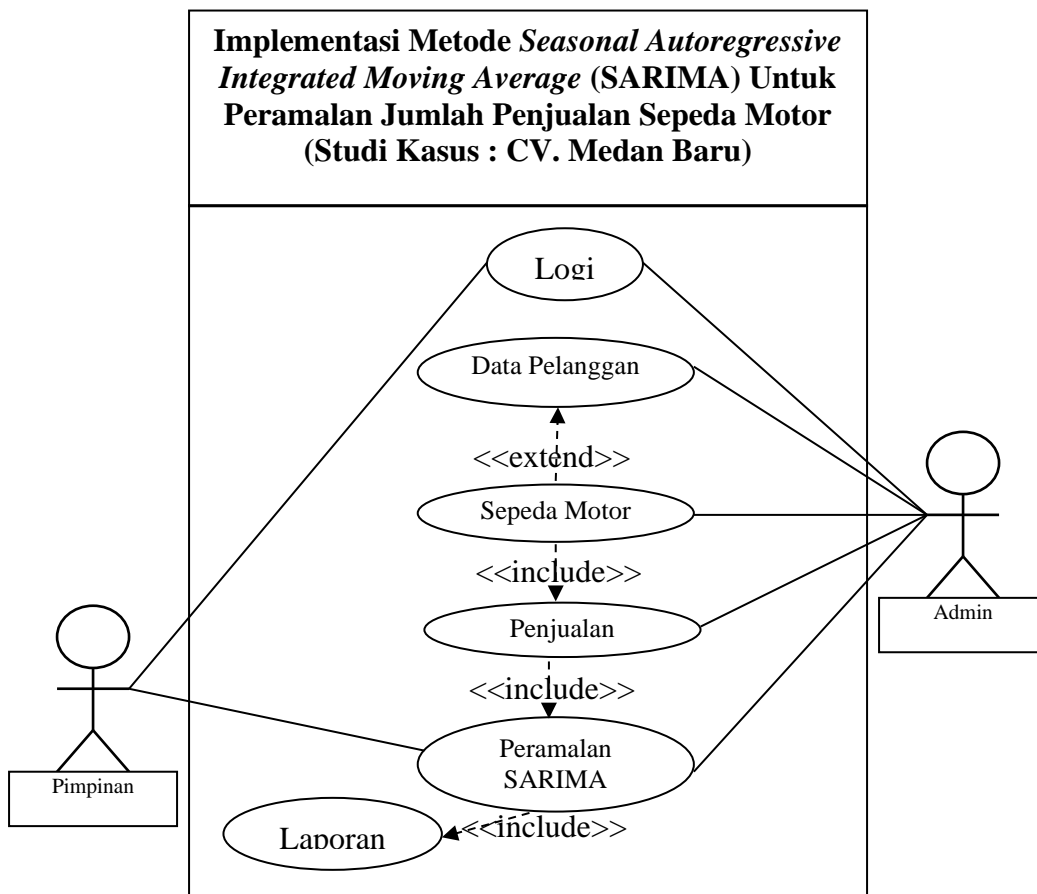 Implementasi Metode Seasonal Autoregressive
Integrated Moving Average (SARIMA) Untuk
Peramalan Jumlah Penjualan Sepeda Motor
(Studi Kasus : CV. Medan Baru)
Logi
Data Pelanggan
<<extend>>
Sepeda Motor
<<include>>
Penjualan
<<include>>
Peramalan
SARIMA
<<include>>
Laporan
Admin
Pimpinan